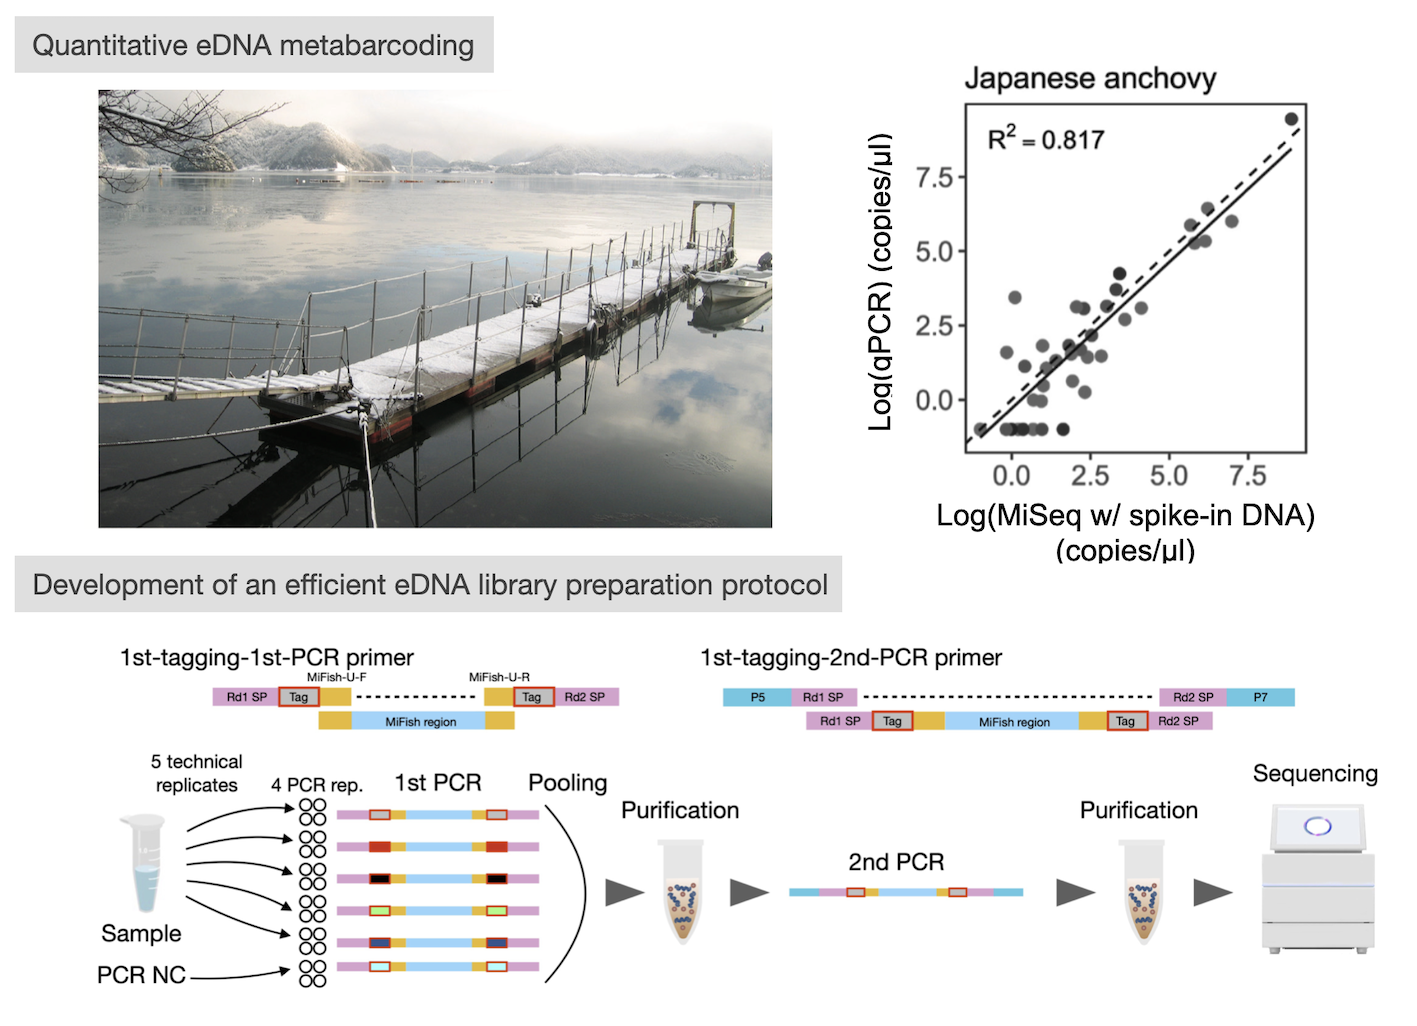 Quantitative eDNA metabarcoding
Japanese anchovy
R² = 0.817
Log(qPCR) (copies/µl)
7.5
5.0
2.5
0.0
0.0 2.5 5.0 7.5
Log(MiSeq w/ spike-in DNA)
(copies/µl)
Development of an efficient eDNA library preparation protocol
1st-tagging-1st-PCR primer
MiFish-U-F MiFish-U-R
Rd1 SP Tag Tag Rd2 SP
MiFish region
1st-tagging-2nd-PCR primer
P5 Rd1 SP Rd2 SP P7
Rd1 SP Tag MiFish region Tag Rd2 SP
5 technical
replicates
4 PCR rep.
1st PCR
Pooling
Purification
2nd PCR
Purification
Sequencing
Sample
PCR NC